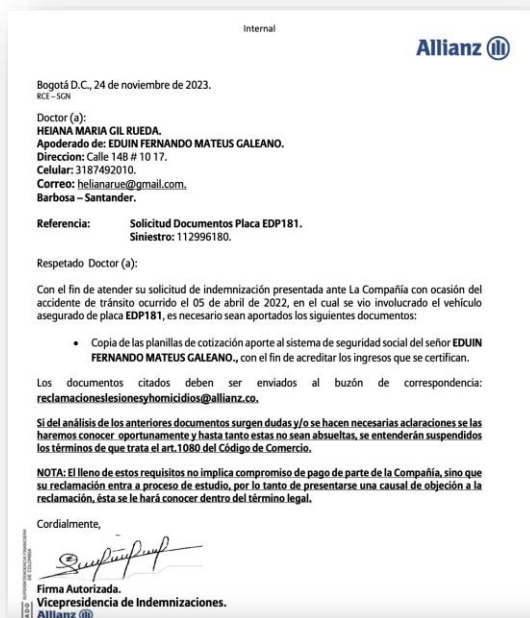 Internal
Allianz
Bogotá D.C., 24 de noviembre de 2023.
RCE – SGN
Doctor (a):
HEIANA MARIA GIL RUEDA.
Apoderado de: EDUIN FERNANDO MATEUS GALEANO.
Direccion: Calle 14B # 10 17.
Celular: 3187492010.
Correo: helianarue@gmail.com.
Barbosa – Santander.
Referencia: Solicitud Documentos Placa EDP181.
Siniestro: 112996180.
Respetado Doctor (a):
Con el fin de atender su solicitud de indemnización presentada ante La Compañía con ocasión del
accidente de tránsito ocurrido el 05 de abril de 2022, en el cual se vio involucrado el vehículo
asegurado de placa EDP181, es necesario sean aportados los siguientes documentos:
• Copia de las planillas de cotización aporte al sistema de seguridad social del señor EDUIN
FERNANDO MATEUS GALEANO., con el fin de acreditar los ingresos que se certifican.
Los documentos citados deben ser enviados al buzón de correspondencia:
reclamacioneslesionesyhomicidios@allianz.co.
Si del análisis de los anteriores documentos surgen dudas y/o se hacen necesarias aclaraciones se las
haremos conocer oportunamente y hasta tanto estas no sean absueltas, se entenderán suspendidos
los términos de que trata el art.1080 del Código de Comercio.
NOTA: El lleno de estos requisitos no implica compromiso de pago de parte de la Compañía, sino que
su reclamación entra a proceso de estudio, por lo tanto de presentarse una causal de objeción a la
reclamación, ésta se le hará conocer dentro del término legal.
Cordialmente,
Firma Autorizada.
Vicepresidencia de Indemnizaciones.
Allianz
SUPERINTENDENCIA FINANCIERA
DE COLOMBIA